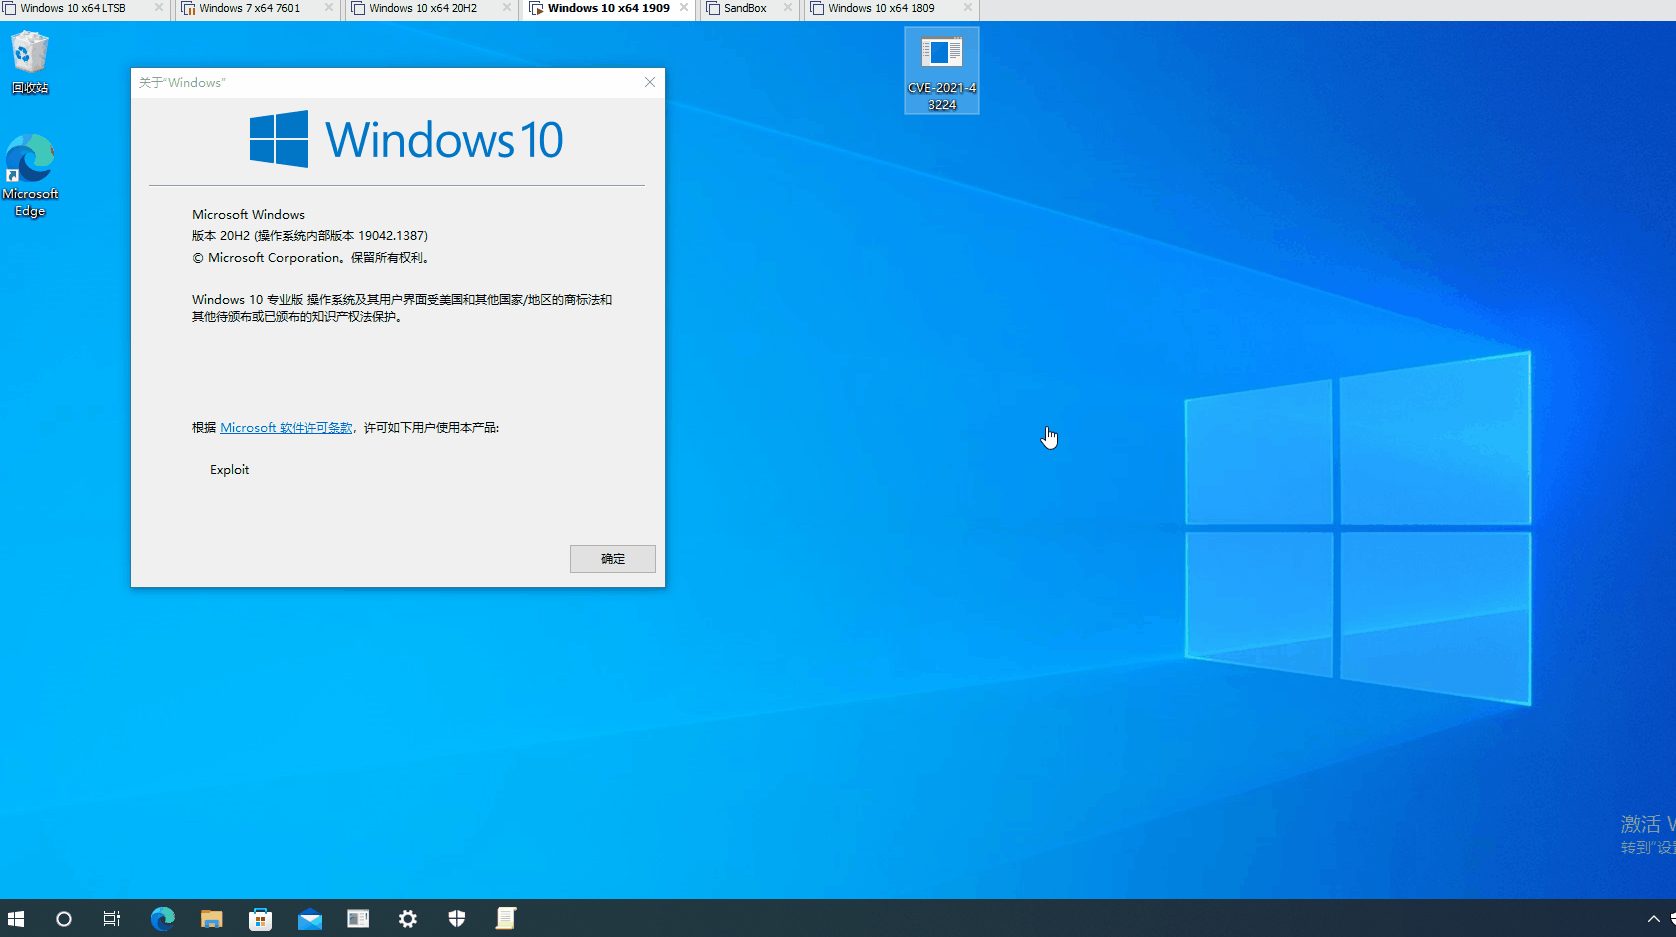 Windows 10 x64 LTSB
Windows 7 x64 7601
Windows 10 x64 20H2
Windows 10 x64 1909
SandBox
Windows 10 x64 1809
回收站
CVE-2021-4
3224
Microsoft
Edge
关于“Windows”
Windows 10
Microsoft Windows
版本 20H2 (操作系统内部版本 19042.1387)
© Microsoft Corporation。保留所有权利。
Windows 10 专业版 操作系统及其用户界面受美国和其他国家/地区的商标法和
其他待颁布或已颁布的知识产权法保护。
根据 Microsoft 软件许可条款，许可如下用户使用本产品:
Exploit
确定
激活 W
转到"设